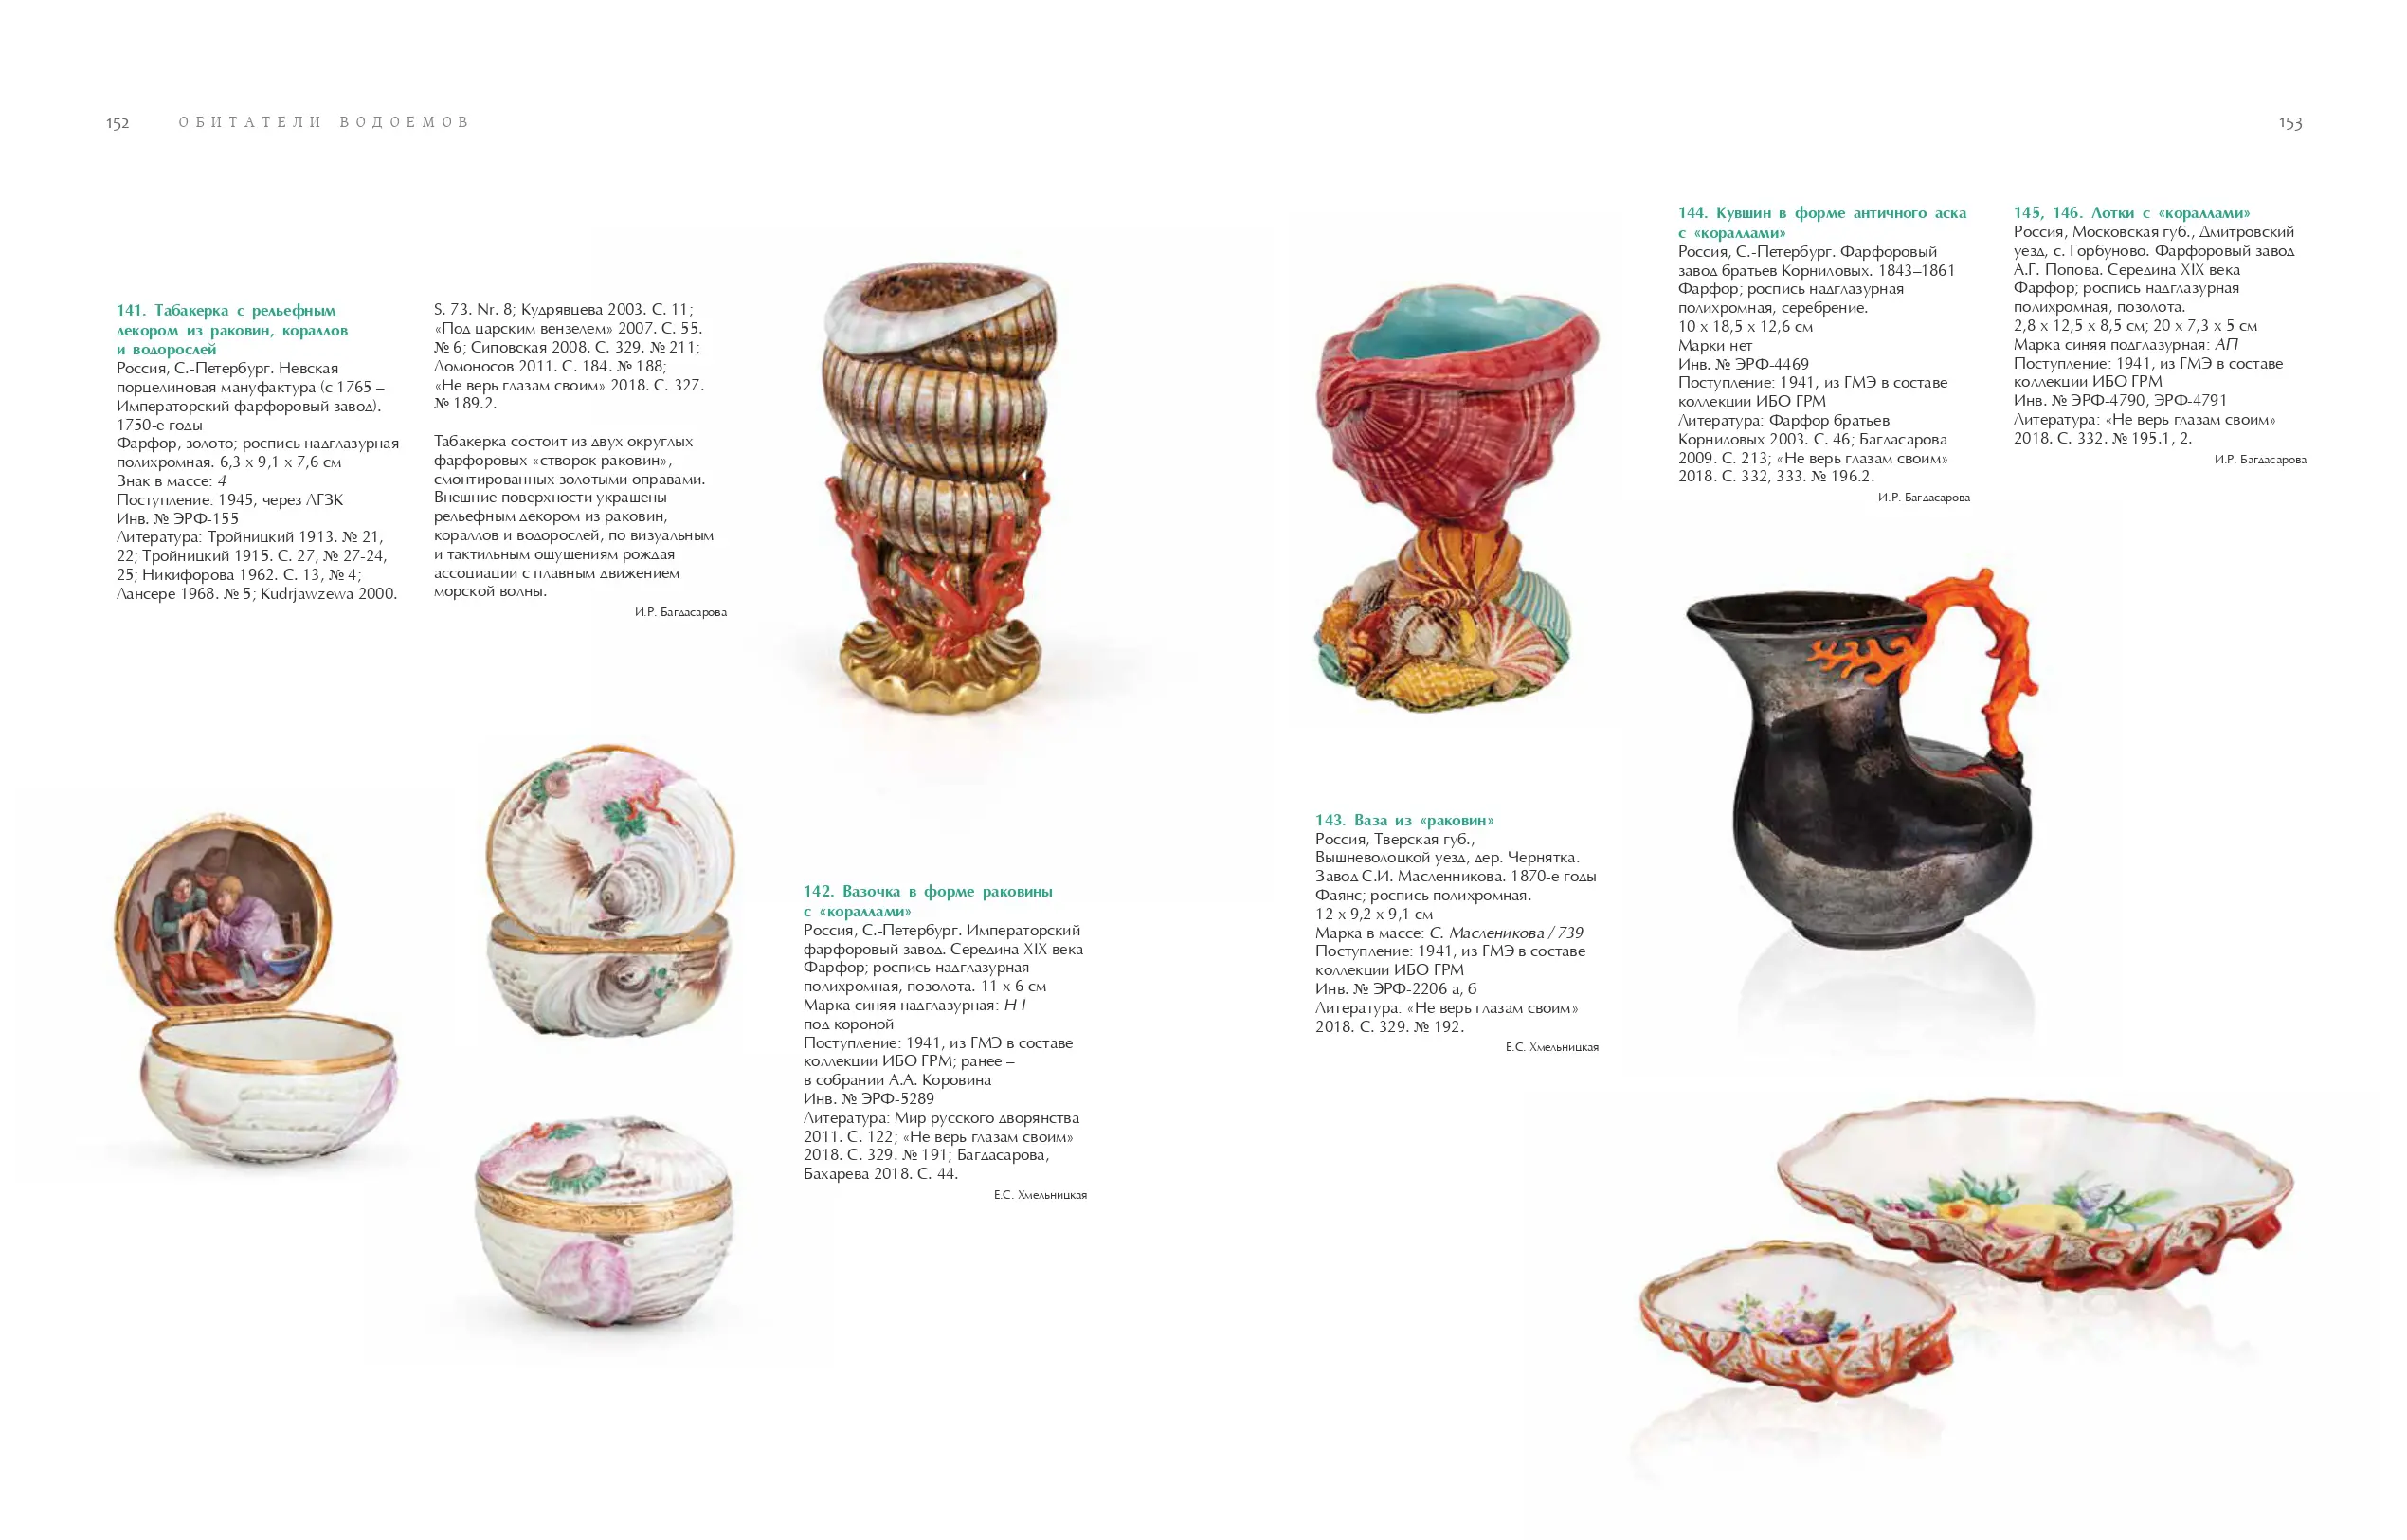 152
ОБИТАТЕЛИ ВОДОЕМОВ
141. Табакерка с рельефным
декором из раковин, кораллов
и водорослей
Россия, С.-Петербург. Невская
порцелиновая мануфактура (с 1765 –
Императорский фарфоровый завод).
1750-е годы
Фарфор, золото; роспись надглазурная
полихромная. 6,3 х 9,1 х 7,6 см
Знак в массе: 4
Поступление: 1945, через ЛГЗК
Инв. № ЭРФ-155
Литература: Тройницкий 1913. № 21,
22; Тройницкий 1915. С. 27, № 27-24,
25; Никифорова 1962. С. 13, № 4;
Лансере 1968. № 5; Kudrjawzewa 2000.
S. 73. Nr. 8; Кудрявцева 2003. С. 11;
«Под царским вензелем» 2007. С. 55.
№ 6; Сиповская 2008. С. 329. № 211;
Ломоносов 2011. С. 184. № 188;
«Не верь глазам своим» 2018. С. 327.
№ 189.2.
Табакерка состоит из двух округлых
фарфоровых «створок раковин»,
смонтированных золотыми оправами.
Внешние поверхности украшены
рельефным декором из раковин,
кораллов и водорослей, по визуальным
и тактильным ощущениям рождая
ассоциации с плавным движением
морской волны.
И.Р. Багдасарова
142. Вазочка в форме раковины
с «кораллами»
Россия, С.-Петербург. Императорский
фарфоровый завод. Середина XIX века
Фарфор; роспись надглазурная
полихромная, позолота. 11 х 6 см
Марка синяя надглазурная: Н I
под короной
Поступление: 1941, из ГМЭ в составе
коллекции ИБО ГРМ; ранее –
в собрании А.А. Коровина
Инв. № ЭРФ-5289
Литература: Мир русского дворянства
2011. С. 122; «Не верь глазам своим»
2018. С. 329. № 191; Багдасарова,
Бахарева 2018. С. 44.
Е.С. Хмельницкая
153
143. Ваза из «раковин»
Россия, Тверская губ.,
Вышневолоцкой уезд, дер. Чернятка.
Завод С.И. Масленникова. 1870-е годы
Фаянс; роспись полихромная.
12 х 9,2 х 9,1 см
Марка в массе: С. Масленикова / 739
Поступление: 1941, из ГМЭ в составе
коллекции ИБО ГРМ
Инв. № ЭРФ-2206 а, б
Литература: «Не верь глазам своим»
2018. С. 329. № 192.
Е.С. Хмельницкая
144. Кувшин в форме античного аска
с «кораллами»
Россия, С.-Петербург. Фарфоровый
завод братьев Корниловых. 1843–1861
Фарфор; роспись надглазурная
полихромная, серебрение.
10 х 18,5 х 12,6 см
Марки нет
Инв. № ЭРФ-4469
Поступление: 1941, из ГМЭ в составе
коллекции ИБО ГРМ
Литература: Фарфор братьев
Корниловых 2003. С. 46; Багдасарова
2009. С. 213; «Не верь глазам своим»
2018. С. 332, 333. № 196.2.
И.Р. Багдасарова
145, 146. Лотки с «кораллами»
Россия, Московская губ., Дмитровский
уезд, с. Горбуново. Фарфоровый завод
А.Г. Попова. Середина XIX века
Фарфор; роспись надглазурная
полихромная, позолота.
2,8 х 12,5 х 8,5 см; 20 х 7,3 х 5 см
Марка синяя подглазурная: АП
Поступление: 1941, из ГМЭ в составе
коллекции ИБО ГРМ
Инв. № ЭРФ-4790, ЭРФ-4791
Литература: «Не верь глазам своим»
2018. С. 332. № 195.1, 2.
И.Р. Багдасарова